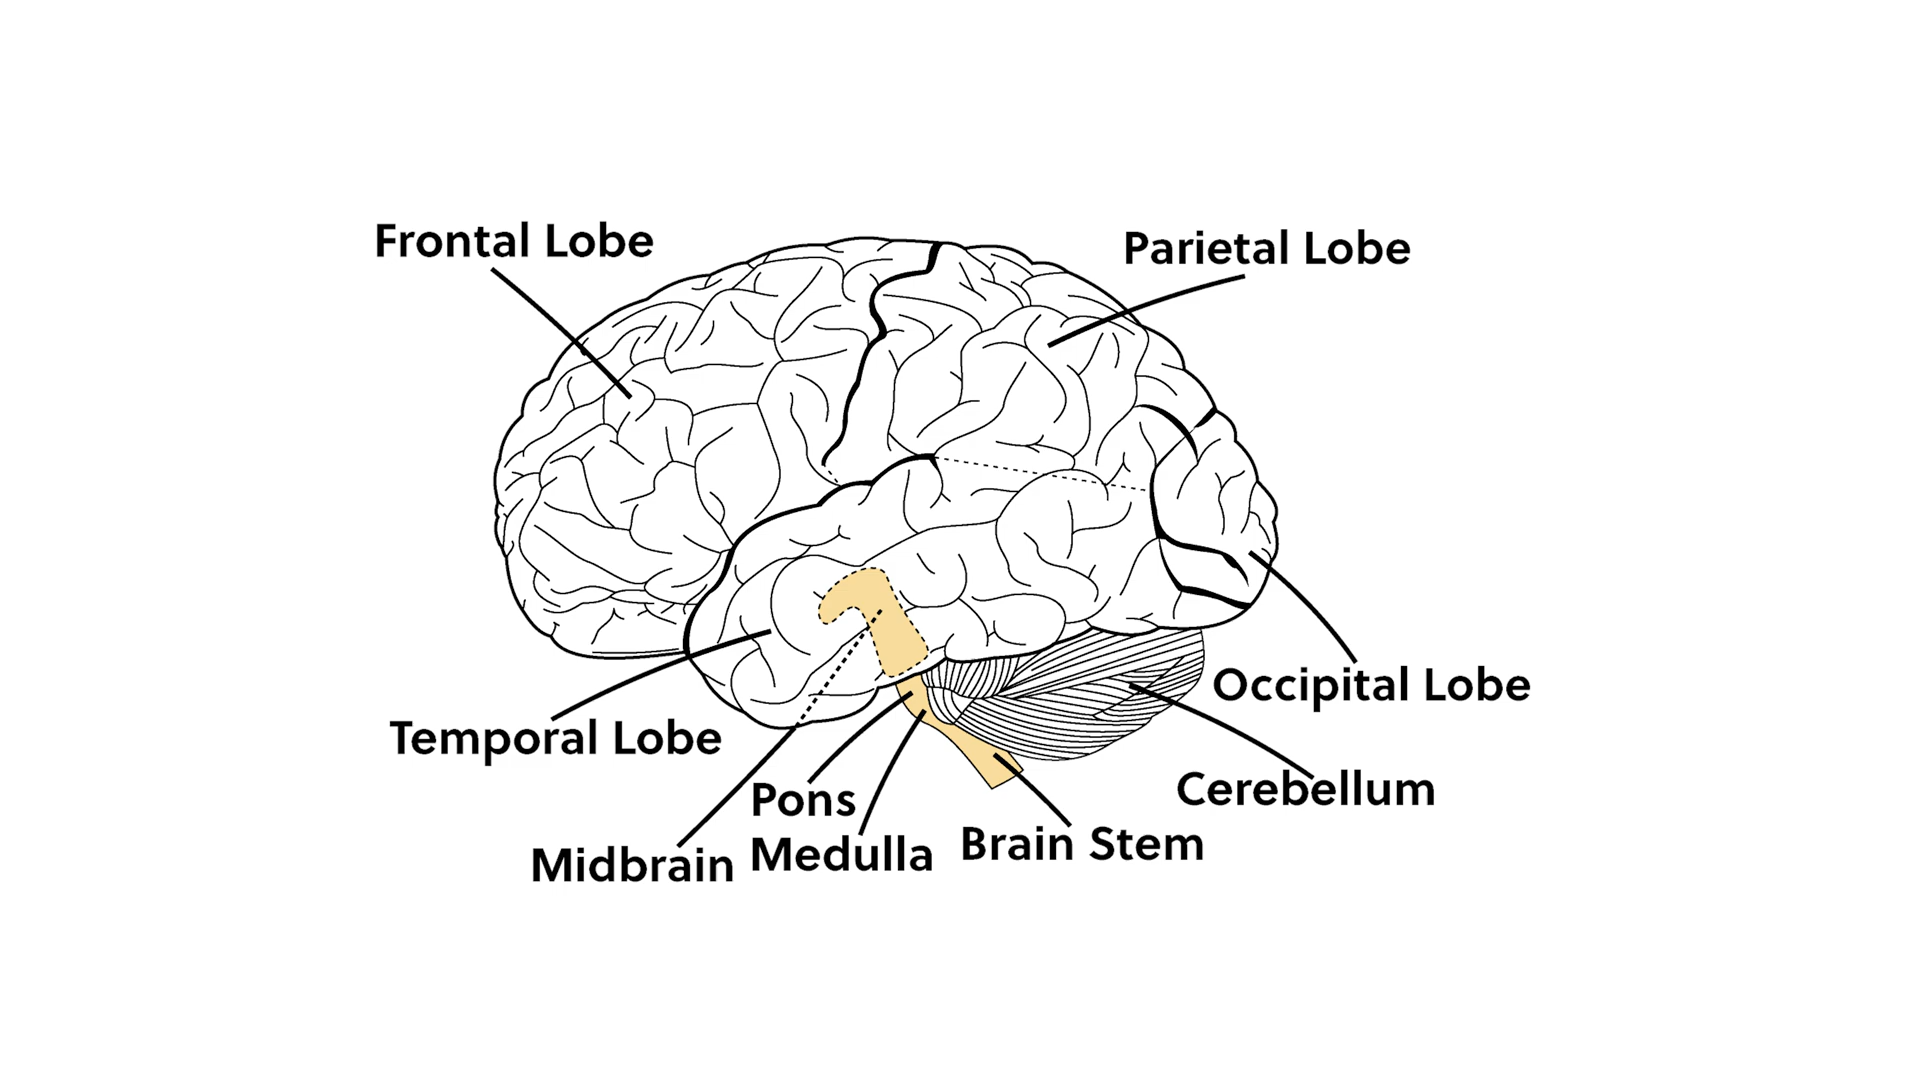 Frontal Lobe
Parietal Lobe
Occipital Lobe
Temporal Lobe
Cerebellum
Pons
Brain Stem
Medulla
Midbrain